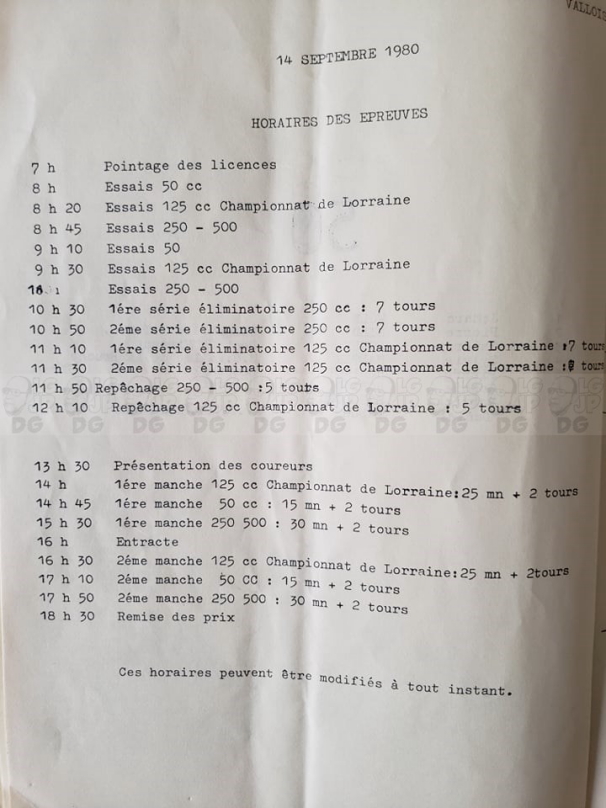 VALLOIS
14 SEPTEMBRE 1980
HORAIRES DES EPREUVES
7 h Pointage des licences
8 h Essais 50 cc
8 h 20 Essais 125 cc Championnat de Lorraine
8 h 45 Essais 250 - 500
9 h 10 Essais 50
9 h 30 Essais 125 cc Championnat de Lorraine
Essais 250 - 500
10 h 30 1ére série éliminatoire 250 cc : 7 tours
10 h 50 2éme série éliminatoire 250 cc : 7 tours
11 h 10 1ére série éliminatoire 125 cc Championnat de Lorraine :7 tours
11 h 30 2éme série éliminatoire 125 cc Championnat de Lorraine : tours
11 h 50 Repêchage 250 - 500 :5 tours
12 h 10 Repêchage 125 cc Championnat de Lorraine : 5 tours
DG DG DG DG DG DG
13 h 30 Présentation des coureurs
14 h 1ére manche 125 cc Championnat de Lorraine:25 mn + 2 tours
14 h 45 1ére manche 50 cc : 15 mn + 2 tours
15 h 30 1ére manche 250 500 : 30 mn + 2 tours
16 h Entracte
16 h 30 2éme manche 125 cc Championnat de Lorraine:25 mn + 2tours
17 h 10 2éme manche 50 CC : 15 mn + 2 tours
17 h 50 2éme manche 250 500 : 30 mn + 2 tours
18 h 30 Remise des prix
Ces horaires peuvent être modifiés à tout instant.